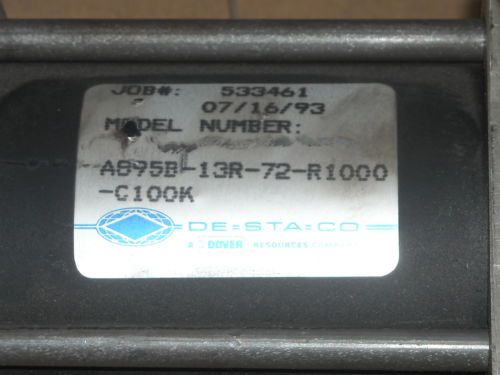 JOB#: 533461
07/16/93
MODEL NUMBER:
A895B-13R-72-R1000
-C100K
DE=STA=CO
A DOVER RESOURCES COMPANY